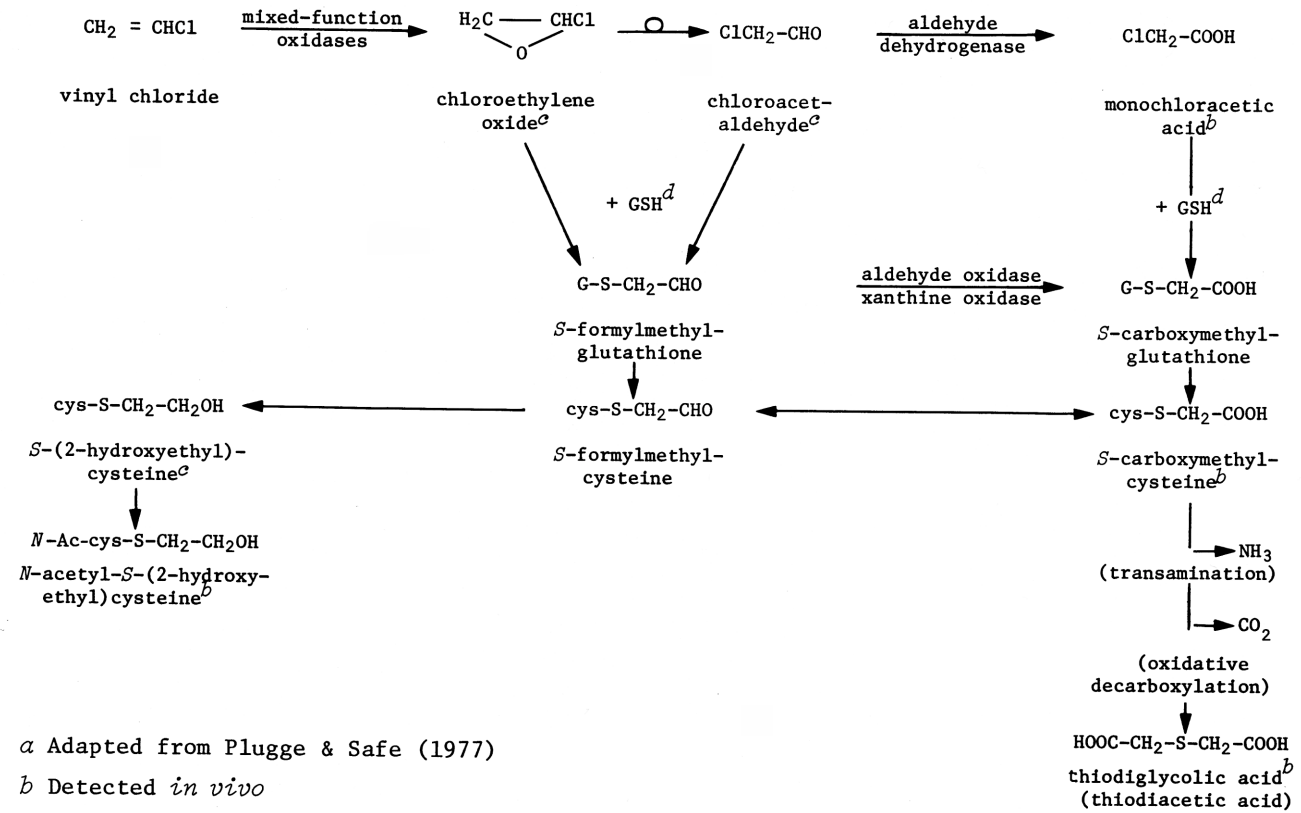 CH2 = CHCl
mixed-function
oxidases
H2C — CHCl
O
ClCH2-CHO
aldehyde
dehydrogenase
ClCH2-COOH
vinyl chloride
chloroethylene
oxidec
chloroacet-
aldehydec
monochloracetic
acidb
+ GSHd
+ GSHd
G-S-CH2-CHO
aldehyde oxidase
xanthine oxidase
G-S-CH2-COOH
S-formylmethyl-
glutathione
S-carboxymethyl-
glutathione
cys-S-CH2-CH2OH
cys-S-CH2-CHO
cys-S-CH2-COOH
S-(2-hydroxyethyl)-
cysteinec
S-formylmethyl-
cysteine
S-carboxymethyl-
cysteineb
N-Ac-cys-S-CH2-CH2OH
N-acetyl-S-(2-hydroxy-
ethyl)cysteineb
NH3
(transamination)
CO2
(oxidative
decarboxylation)
HOOC-CH2-S-CH2-COOH
thiodiglycolic acidb
(thiodiacetic acid)
a Adapted from Plugge & Safe (1977)
b Detected in vivo